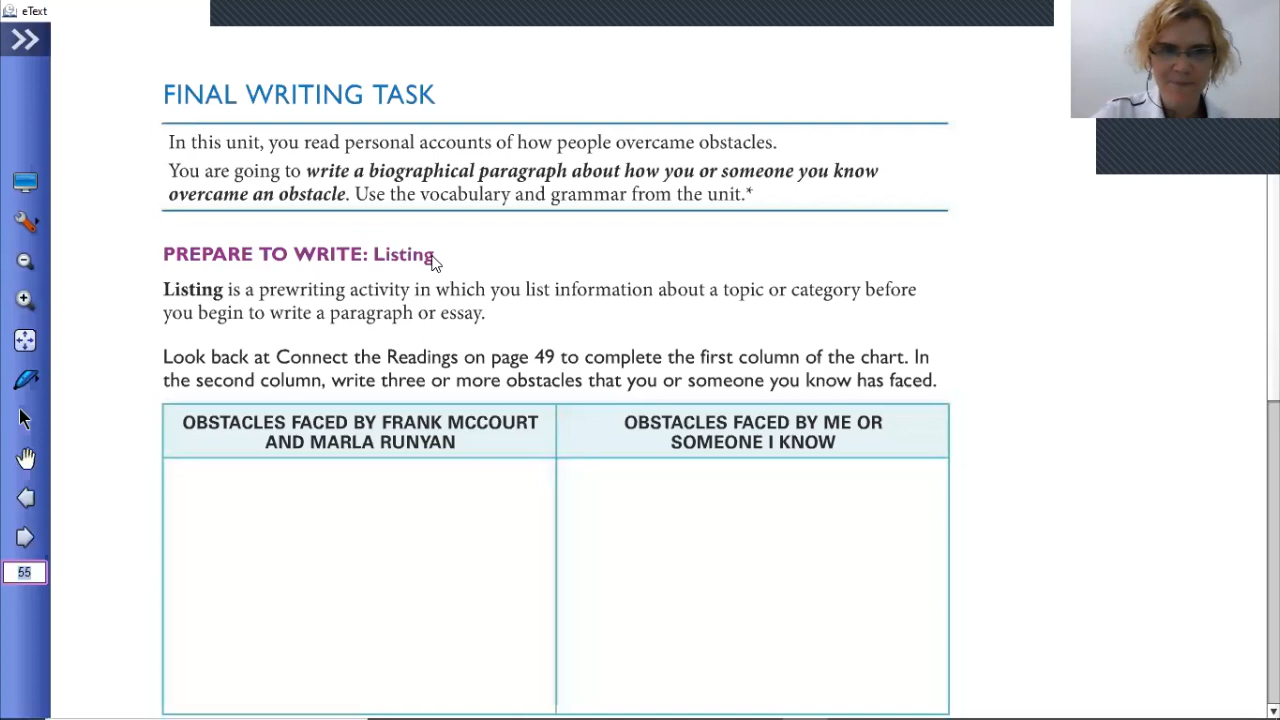 eText
FINAL WRITING TASK
In this unit, you read personal accounts of how people overcame obstacles.
You are going to write a biographical paragraph about how you or someone you know
overcame an obstacle. Use the vocabulary and grammar from the unit.*
PREPARE TO WRITE: Listing
Listing is a prewriting activity in which you list information about a topic or category before
you begin to write a paragraph or essay.
Look back at Connect the Readings on page 49 to complete the first column of the chart. In
the second column, write three or more obstacles that you or someone you know has faced.
OBSTACLES FACED BY FRANK MCCOURT
AND MARLA RUNYAN
OBSTACLES FACED BY ME OR
SOMEONE I KNOW
55